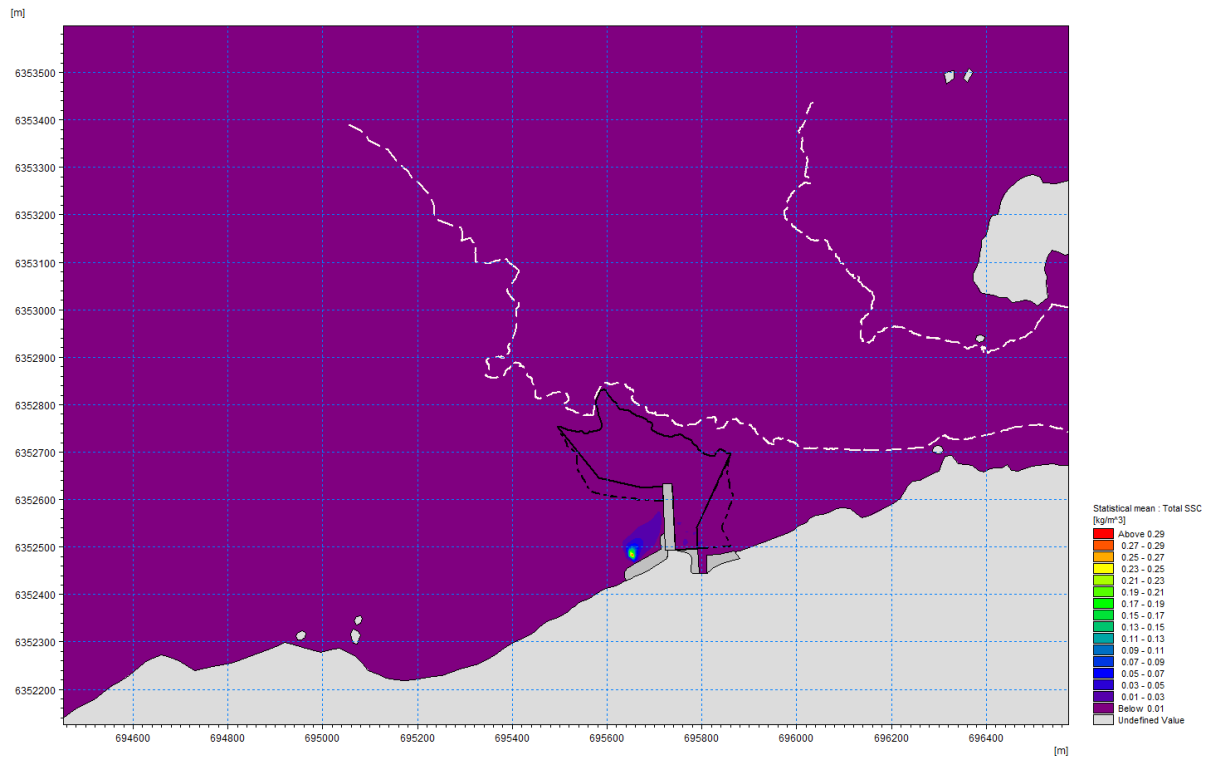 [m]
6353500
6353400
6353300
6353200
6353100
6353000
6352900
6352800
6352700
6352600
6352500
6352400
6352300
6352200
694600 694800 695000 695200 695400 695600 695800 696000 696200 696400
[m]
Statistical mean : Total SSC
[kg/m^3]
Above 0.29
0.27 - 0.29
0.25 - 0.27
0.23 - 0.25
0.21 - 0.23
0.19 - 0.21
0.17 - 0.19
0.15 - 0.17
0.13 - 0.15
0.11 - 0.13
0.09 - 0.11
0.07 - 0.09
0.05 - 0.07
0.03 - 0.05
0.01 - 0.03
Below 0.01
Undefined Value